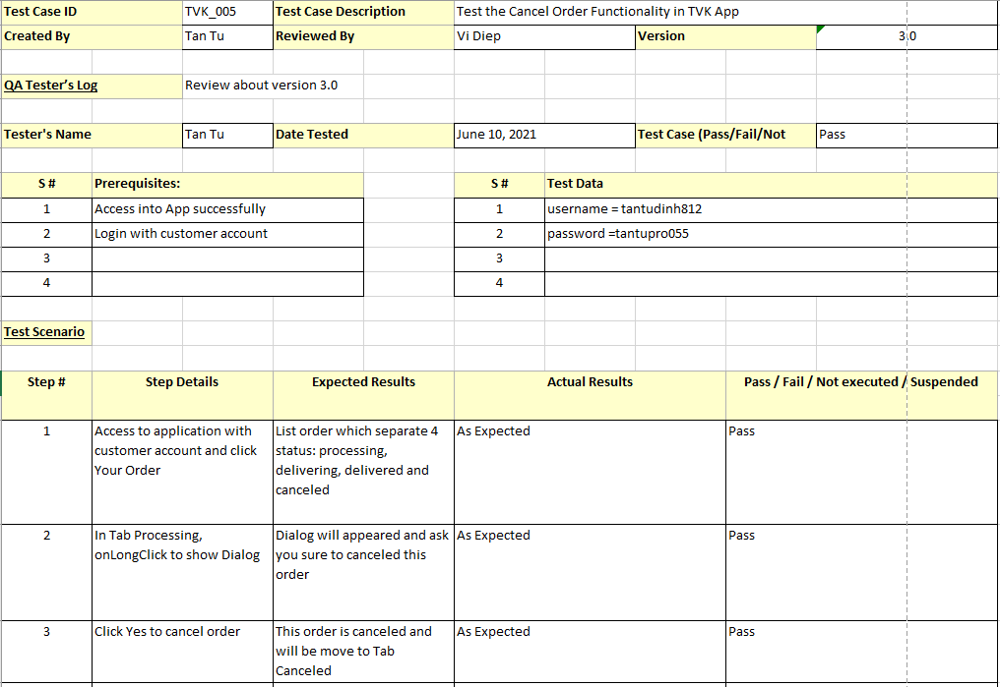 Test Case ID TVK_005 Test Case Description Test the Cancel Order Functionality in TVK App
Created By Tan Tu Reviewed By Vi Diep Version 3.0
QA Tester's Log Review about version 3.0
Tester's Name Tan Tu Date Tested June 10, 2021 Test Case (Pass/Fail/Not Pass
S # Prerequisites: S # Test Data
1 Access into App successfully 1 username = tantudinh812
2 Login with customer account 2 password =tantupro055
3 3
4 4
Test Scenario
Step # Step Details Expected Results Actual Results Pass / Fail / Not executed / Suspended
1 Access to application with List order which separate 4 As Expected Pass
customer account and click status: processing,
Your Order delivering, delivered and
canceled
2 In Tab Processing, Dialog will appeared and ask As Expected Pass
onLongClick to show Dialog you sure to canceled this
order
3 Click Yes to cancel order This order is canceled and As Expected Pass
will be move to Tab
Canceled